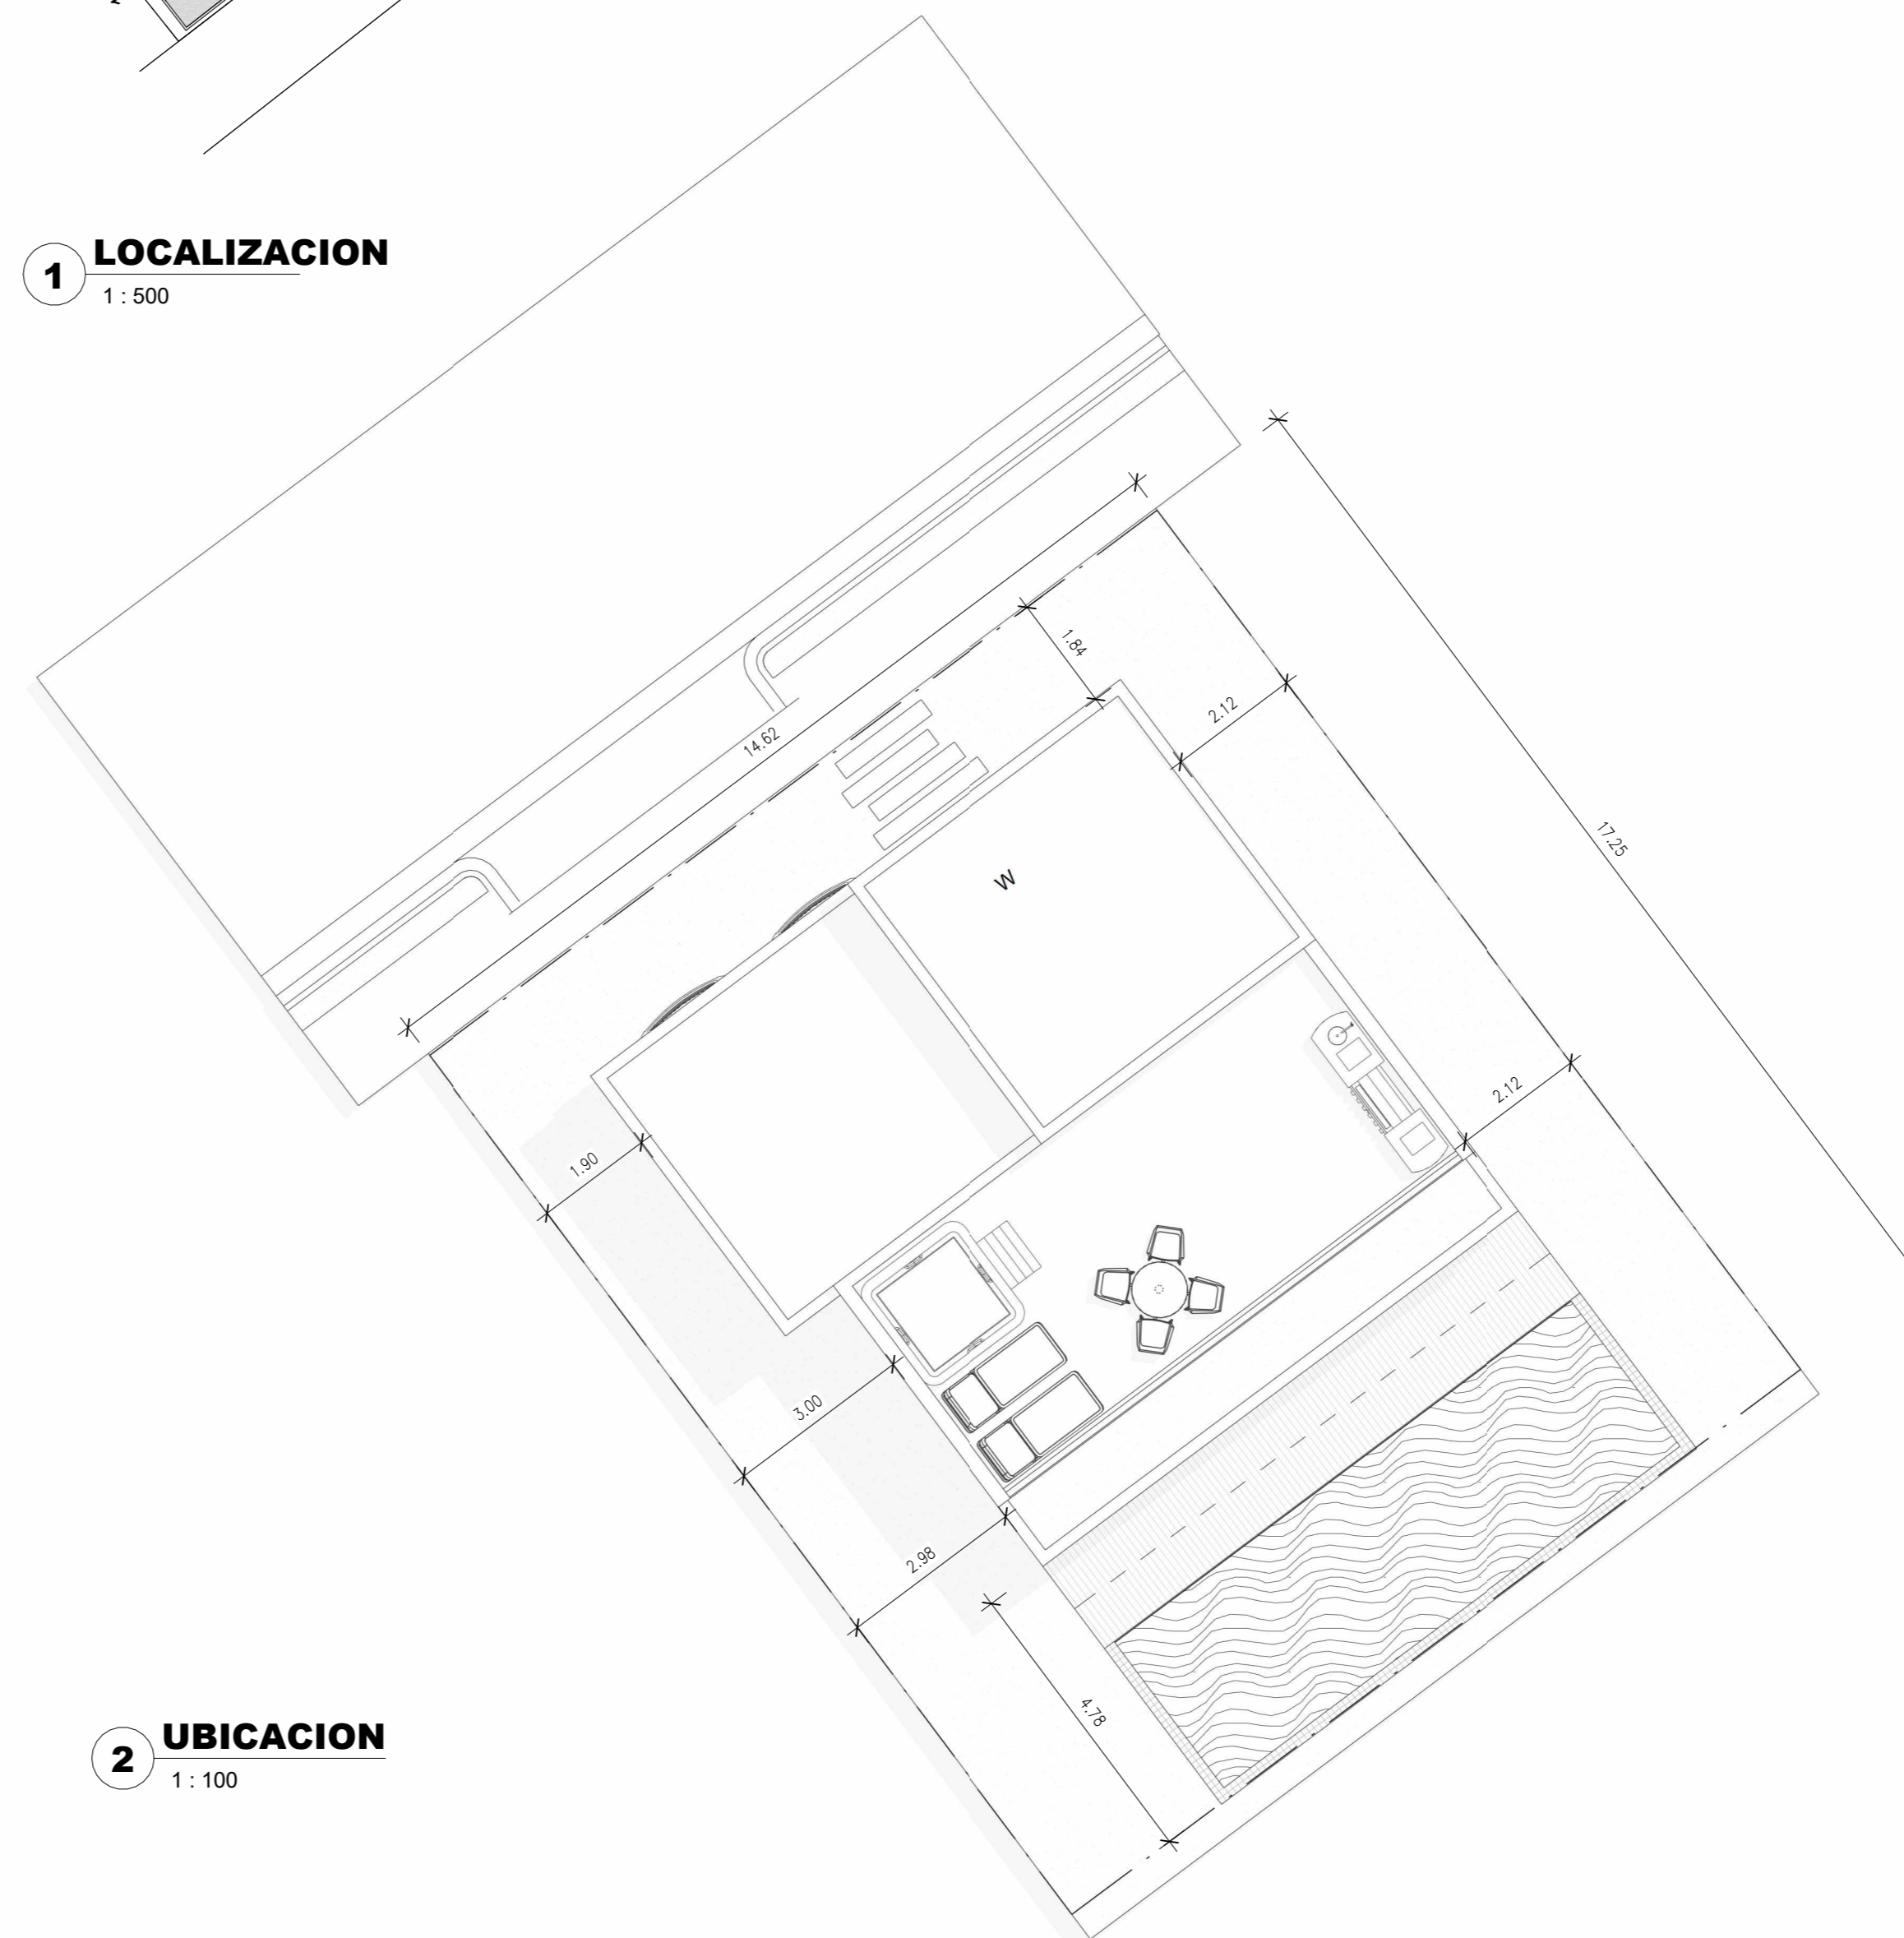 1 LOCALIZACION
1 : 500
14.62
1.84
2.12
17.25
1.90
W
2.12
3.00
2.98
4.78
2 UBICACION
1 : 100